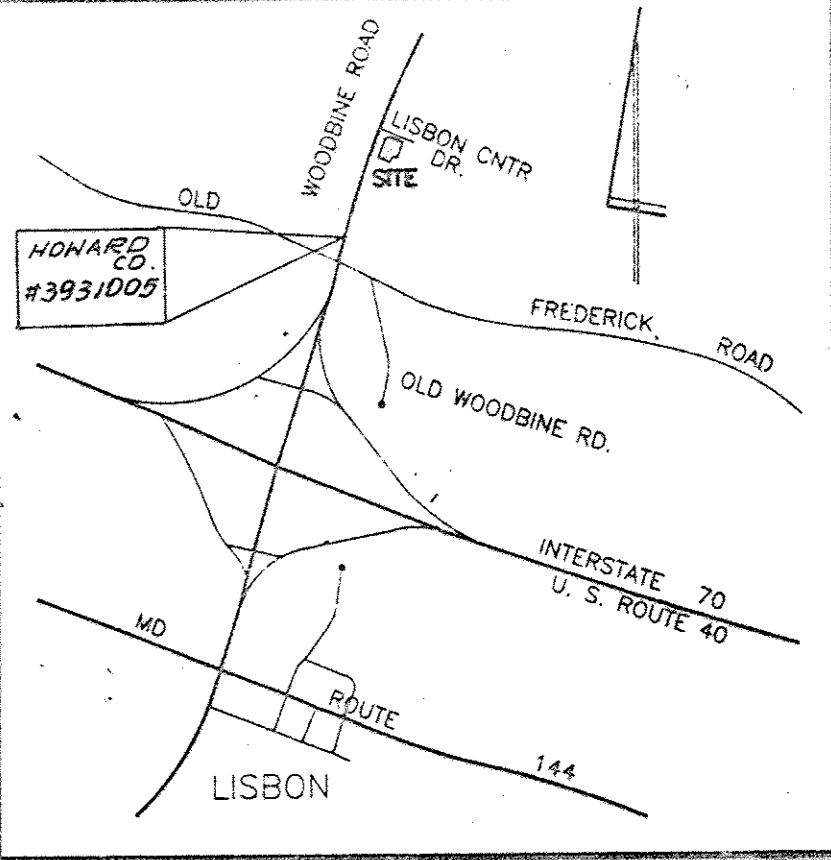 WOODBINE ROAD
LISBON CNTR
DR.
SITE
OLD
HOWARD
CO.
#3931005
FREDERICK
ROAD
OLD WOODBINE RD.
INTERSTATE 70
U. S. ROUTE 40
MD
ROUTE
144
LISBON